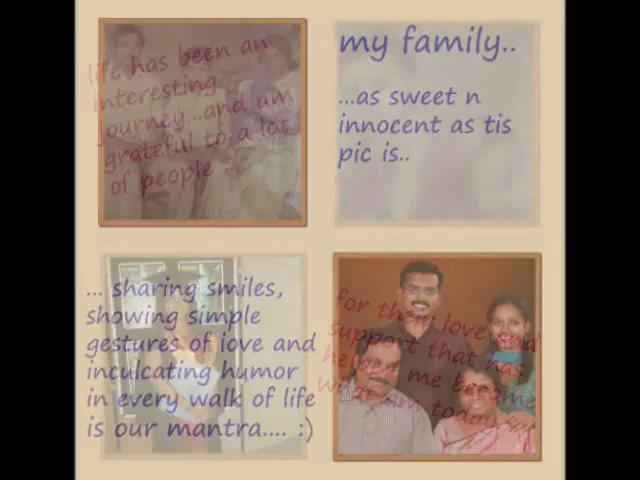 life has been an
interesting
journey...and am
grateful to a lot
of people ...
my family..
...as sweet n
innocent as tis
pic is..
... sharing smiles,
showing simple
gestures of love and
inculcating humor
in every walk of life
is our mantra.... :)
for their love and
support that has
helped me become
what am today